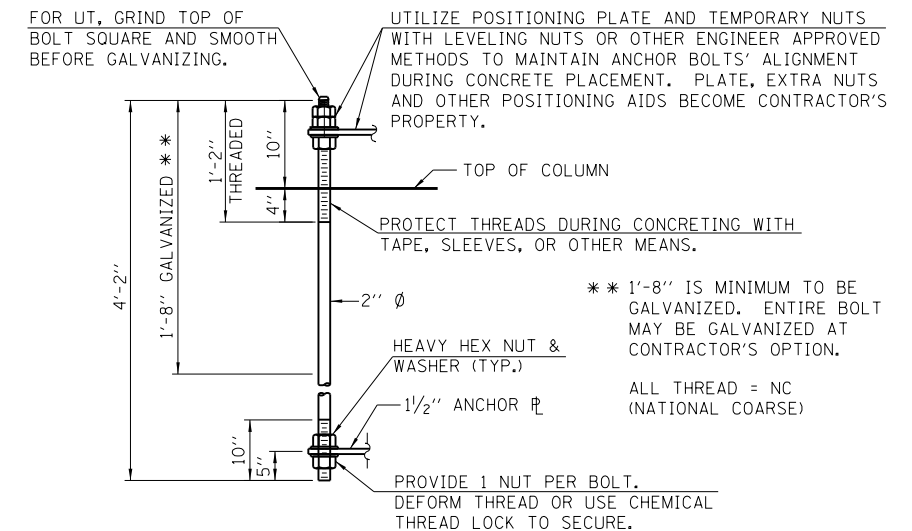 FOR UT, GRIND TOP OF
BOLT SQUARE AND SMOOTH
BEFORE GALVANIZING.
UTILIZE POSITIONING PLATE AND TEMPORARY NUTS
WITH LEVELING NUTS OR OTHER ENGINEER APPROVED
METHODS TO MAINTAIN ANCHOR BOLTS' ALIGNMENT
DURING CONCRETE PLACEMENT. PLATE, EXTRA NUTS
AND OTHER POSITIONING AIDS BECOME CONTRACTOR'S
PROPERTY.
4'-2"
1'-8" GALVANIZED * *
1'-2"
THREADED
10"
4"
TOP OF COLUMN
PROTECT THREADS DURING CONCRETING WITH
TAPE, SLEEVES, OR OTHER MEANS.
2" Ø
* * 1'-8" IS MINIMUM TO BE
GALVANIZED. ENTIRE BOLT
MAY BE GALVANIZED AT
CONTRACTOR'S OPTION.
ALL THREAD = NC
(NATIONAL COARSE)
HEAVY HEX NUT &
WASHER (TYP.)
1 1/2" ANCHOR ⅊
10"
5"
PROVIDE 1 NUT PER BOLT.
DEFORM THREAD OR USE CHEMICAL
THREAD LOCK TO SECURE.